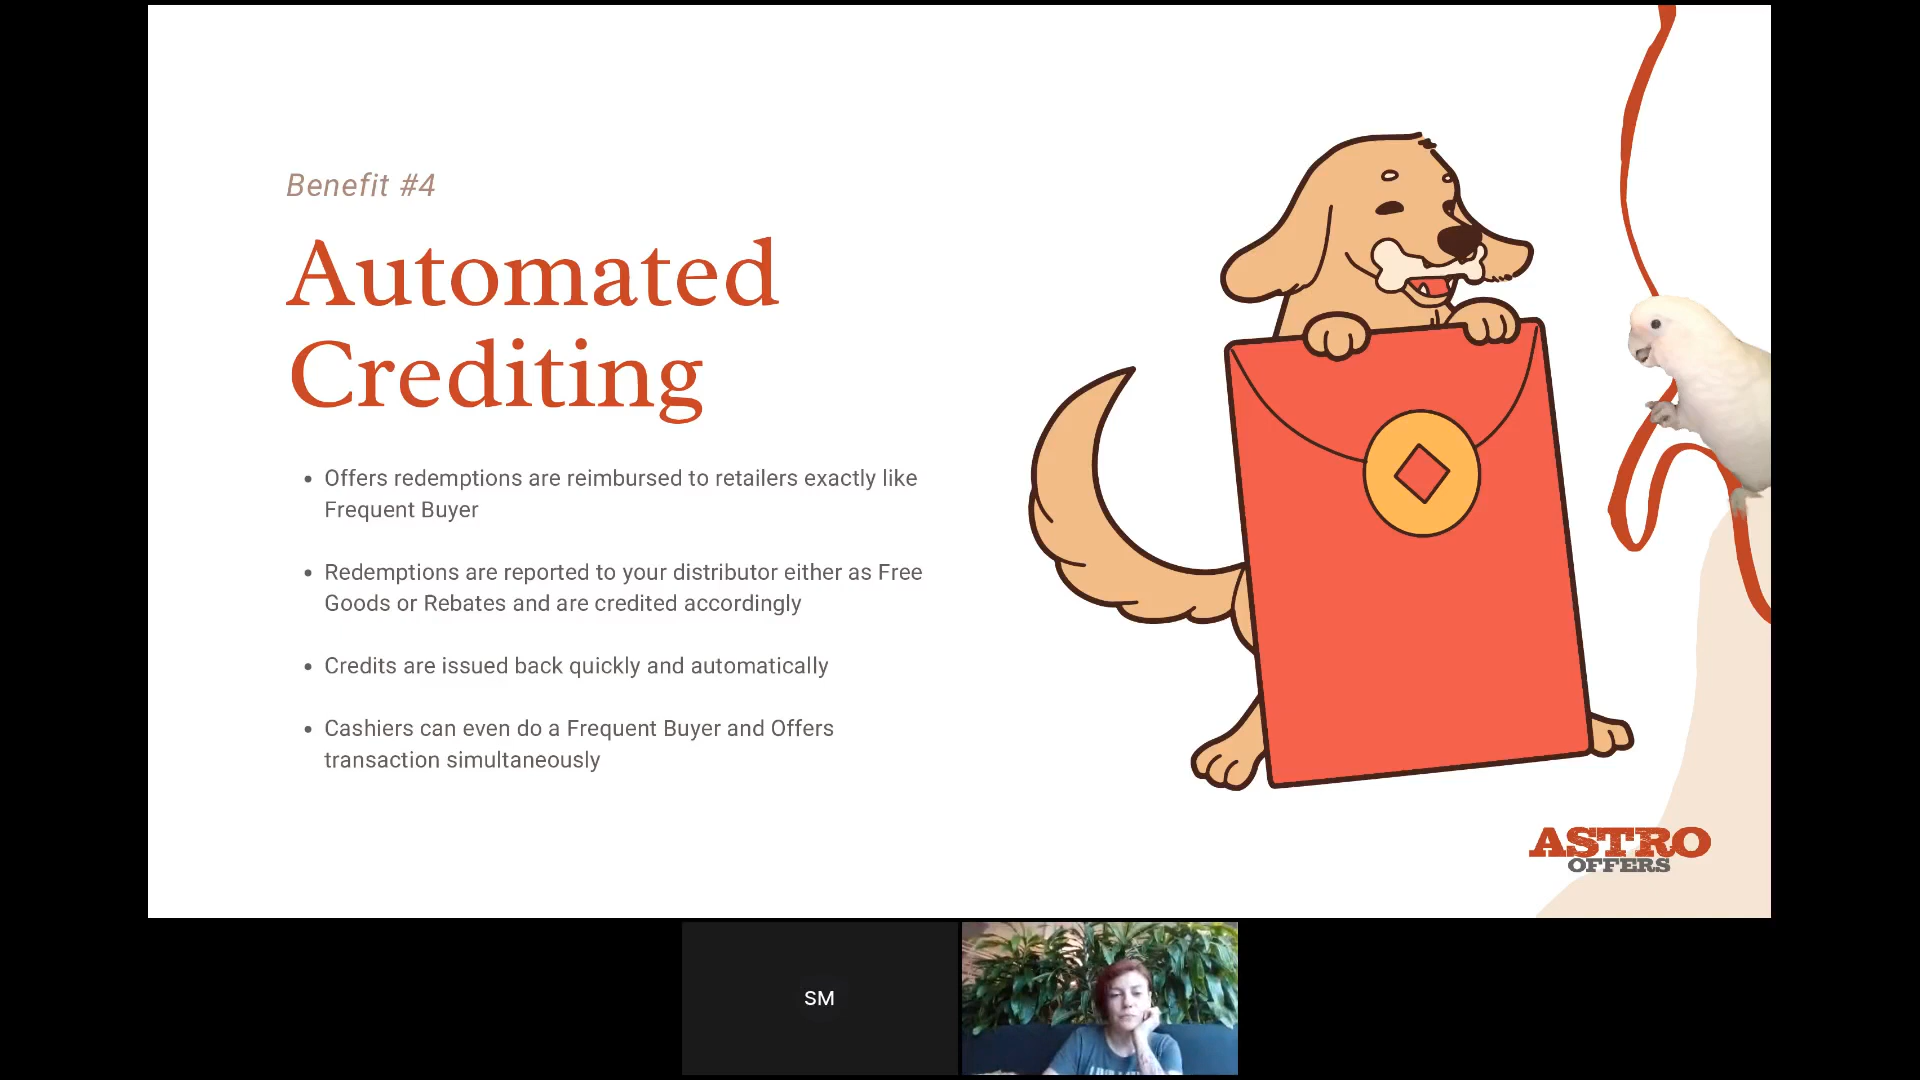 Benefit #4
Automated
Crediting
• Offers redemptions are reimbursed to retailers exactly like
Frequent Buyer
• Redemptions are reported to your distributor either as Free
Goods or Rebates and are credited accordingly
• Credits are issued back quickly and automatically
• Cashiers can even do a Frequent Buyer and Offers
transaction simultaneously
ASTRO
OFFERS
SM